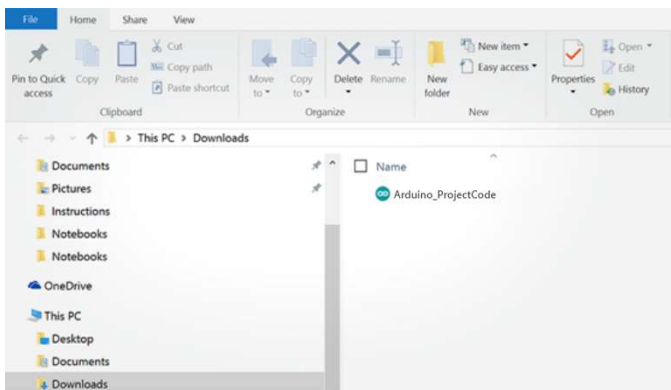 File Home Share View
Pin to Quick access
Copy
Paste
Cut
Copy path
Paste shortcut
Clipboard
Move to
Copy to
Delete
Rename
Organize
New folder
New item
Easy access
New
Properties
Open
Edit
History
Open
This PC > Downloads
Documents
Pictures
Instructions
Notebooks
Notebooks
OneDrive
This PC
Desktop
Documents
Downloads
Name
Arduino_ProjectCode